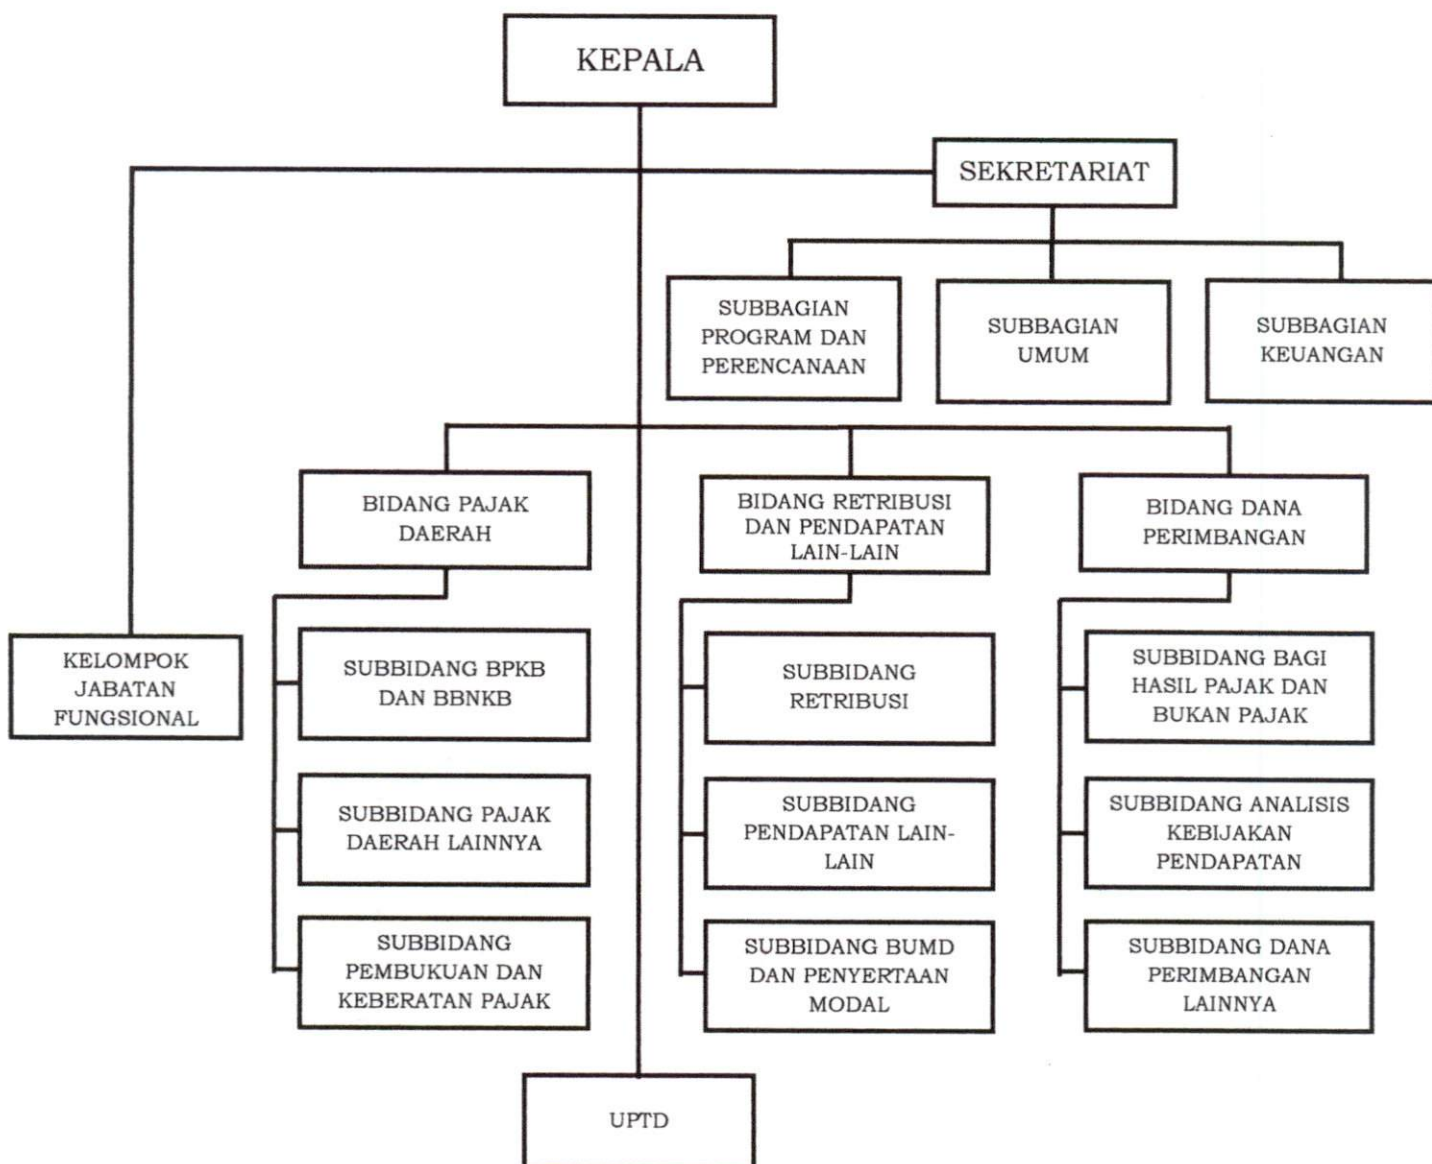 KEPALA
SEKRETARIAT
SUBBAGIAN
PROGRAM DAN
PERENCANAAN
SUBBAGIAN
UMUM
SUBBAGIAN
KEUANGAN
BIDANG PAJAK
DAERAH
BIDANG RETRIBUSI
DAN PENDAPATAN
LAIN-LAIN
BIDANG DANA
PERIMBANGAN
KELOMPOK
JABATAN
FUNGSIONAL
SUBBIDANG BPKB
DAN BBNKB
SUBBIDANG PAJAK
DAERAH LAINNYA
SUBBIDANG
PEMBUKUAN DAN
KEBERATAN PAJAK
SUBBIDANG
RETRIBUSI
SUBBIDANG
PENDAPATAN LAIN-
LAIN
SUBBIDANG BUMD
DAN PENYERTAAN
MODAL
SUBBIDANG BAGI
HASIL PAJAK DAN
BUKAN PAJAK
SUBBIDANG ANALISIS
KEBIJAKAN
PENDAPATAN
SUBBIDANG DANA
PERIMBANGAN
LAINNYA
UPTD